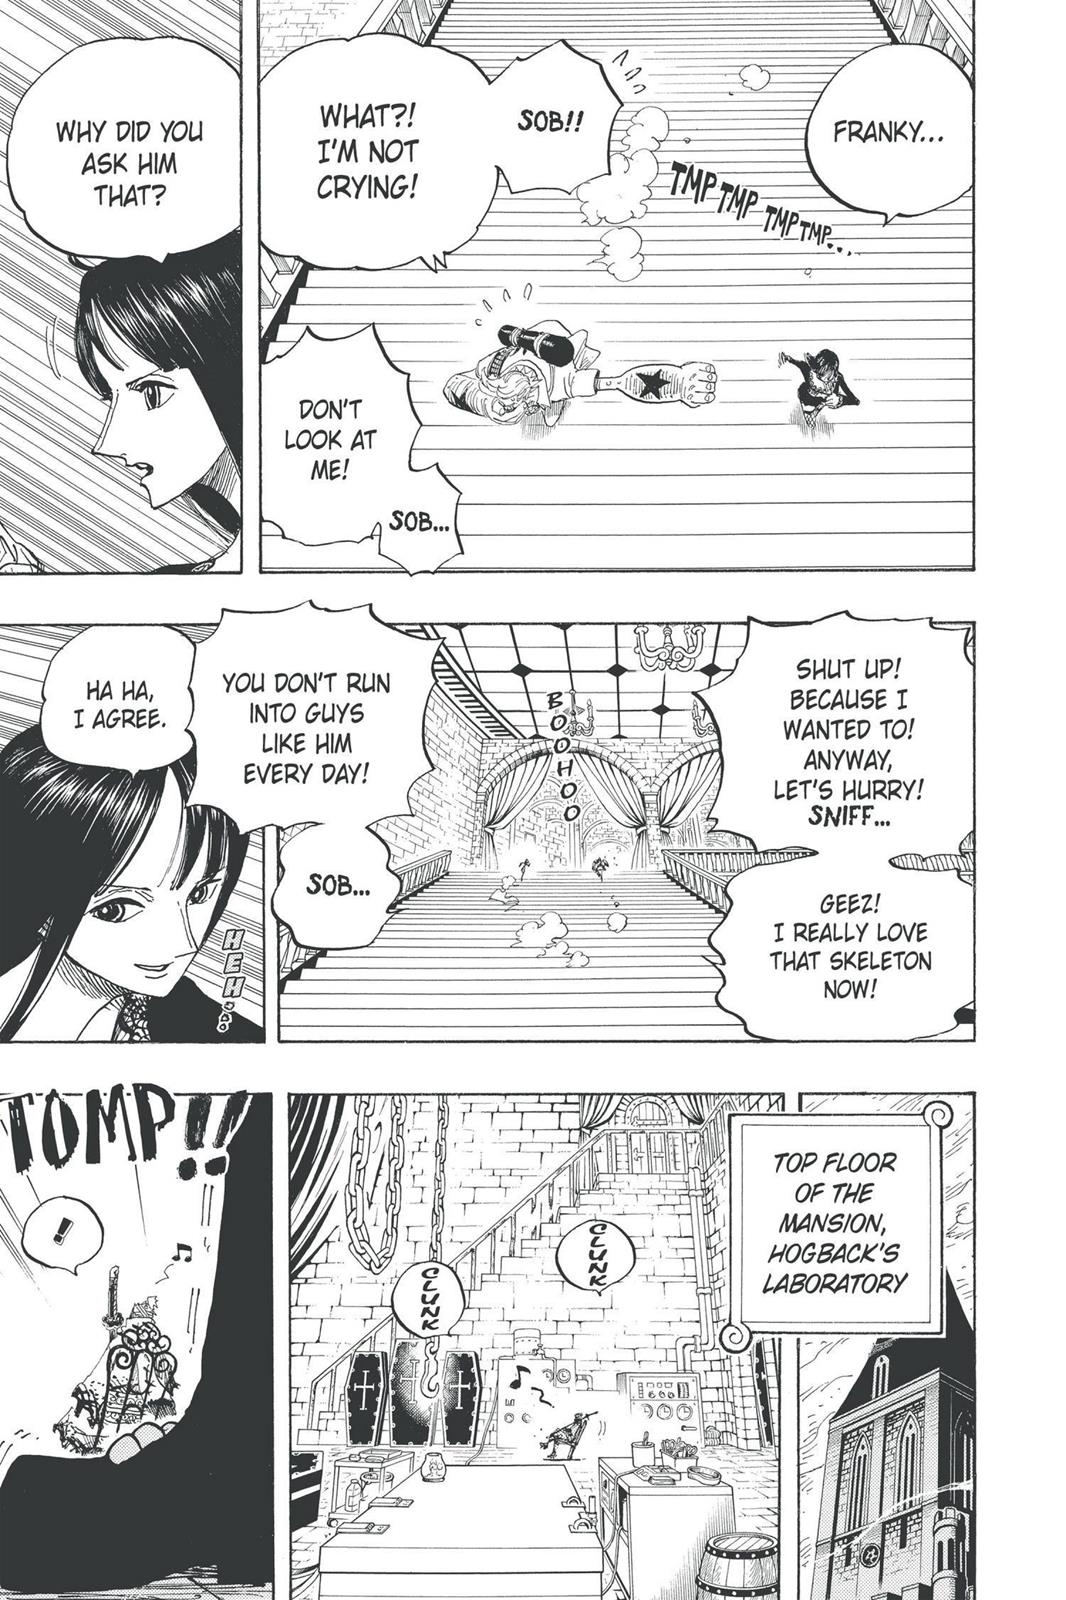 FRANKY...
TMP TMP TMP TMP...
SOB!!
WHAT?!
I'M NOT
CRYING!
DON'T
LOOK AT
ME!
SOB...
WHY DID YOU
ASK HIM
THAT?
SHUT UP!
BECAUSE I
WANTED TO!
ANYWAY,
LET'S HURRY!
SNIFF...
GEEZ!
I REALLY LOVE
THAT SKELETON
NOW!
BOOHOO
YOU DON'T RUN
INTO GUYS
LIKE HIM
EVERY DAY!
SOB...
HA HA,
I AGREE.
HEH...
TOP FLOOR
OF THE
MANSION,
HOGBACK'S
LABORATORY
CLUNK
CLUNK
TOMP!!
!